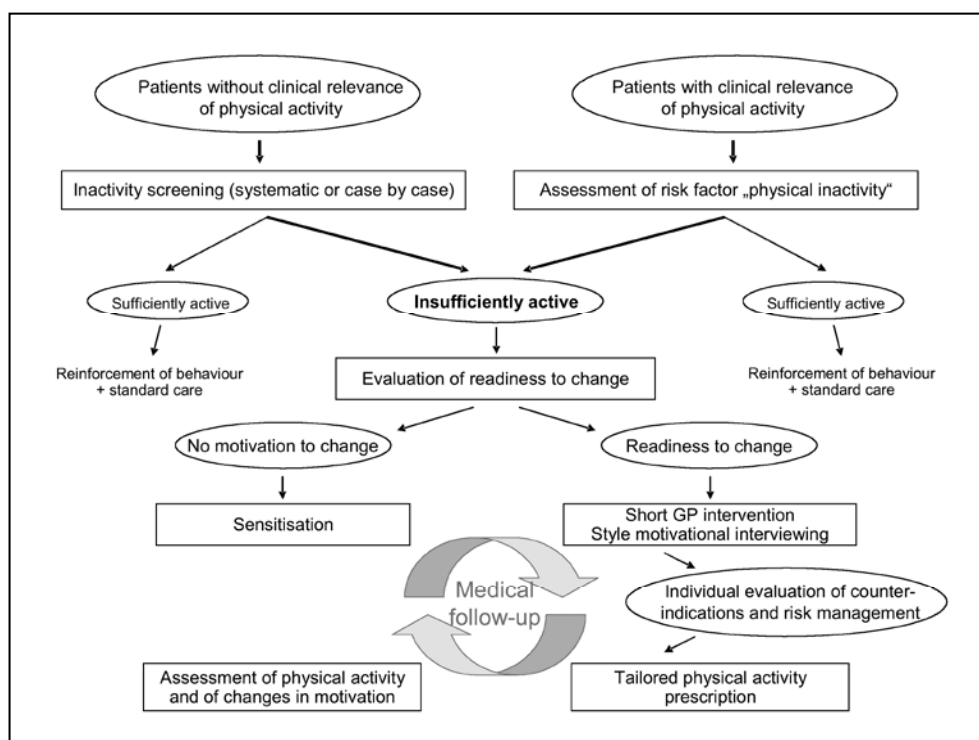 Patients without clinical relevance
of physical activity
Patients with clinical relevance
of physical activity
Inactivity screening (systematic or case by case)
Assessment of risk factor „physical inactivity“
Sufficiently active
Insufficiently active
Sufficiently active
Reinforcement of behaviour
+ standard care
Evaluation of readiness to change
Reinforcement of behaviour
+ standard care
No motivation to change
Readiness to change
Sensitisation
Short GP intervention
Style motivational interviewing
Medical
follow-up
Individual evaluation of counter-
indications and risk management
Assessment of physical activity
and of changes in motivation
Tailored physical activity
prescription